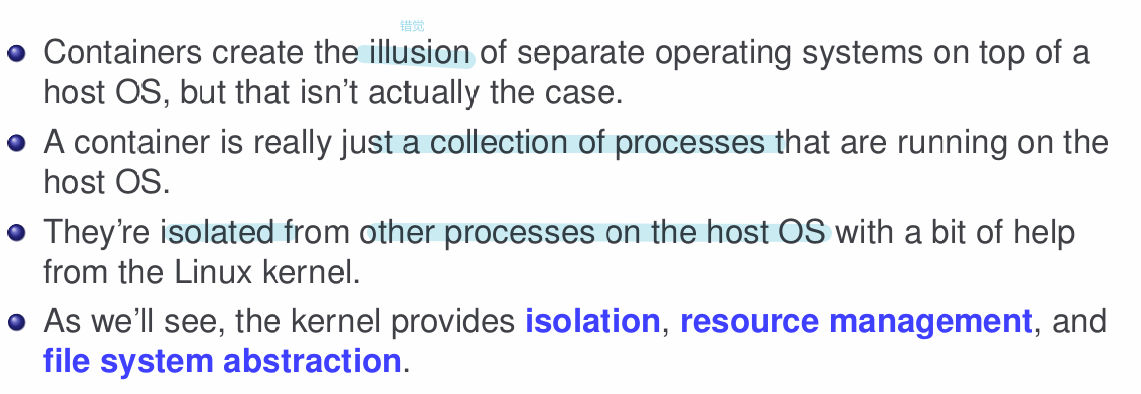 错觉
Containers create the illusion of separate operating systems on top of a
host OS, but that isn't actually the case.
A container is really just a collection of processes that are running on the
host OS.
They're isolated from other processes on the host OS with a bit of help
from the Linux kernel.
As we'll see, the kernel provides isolation, resource management, and
file system abstraction.